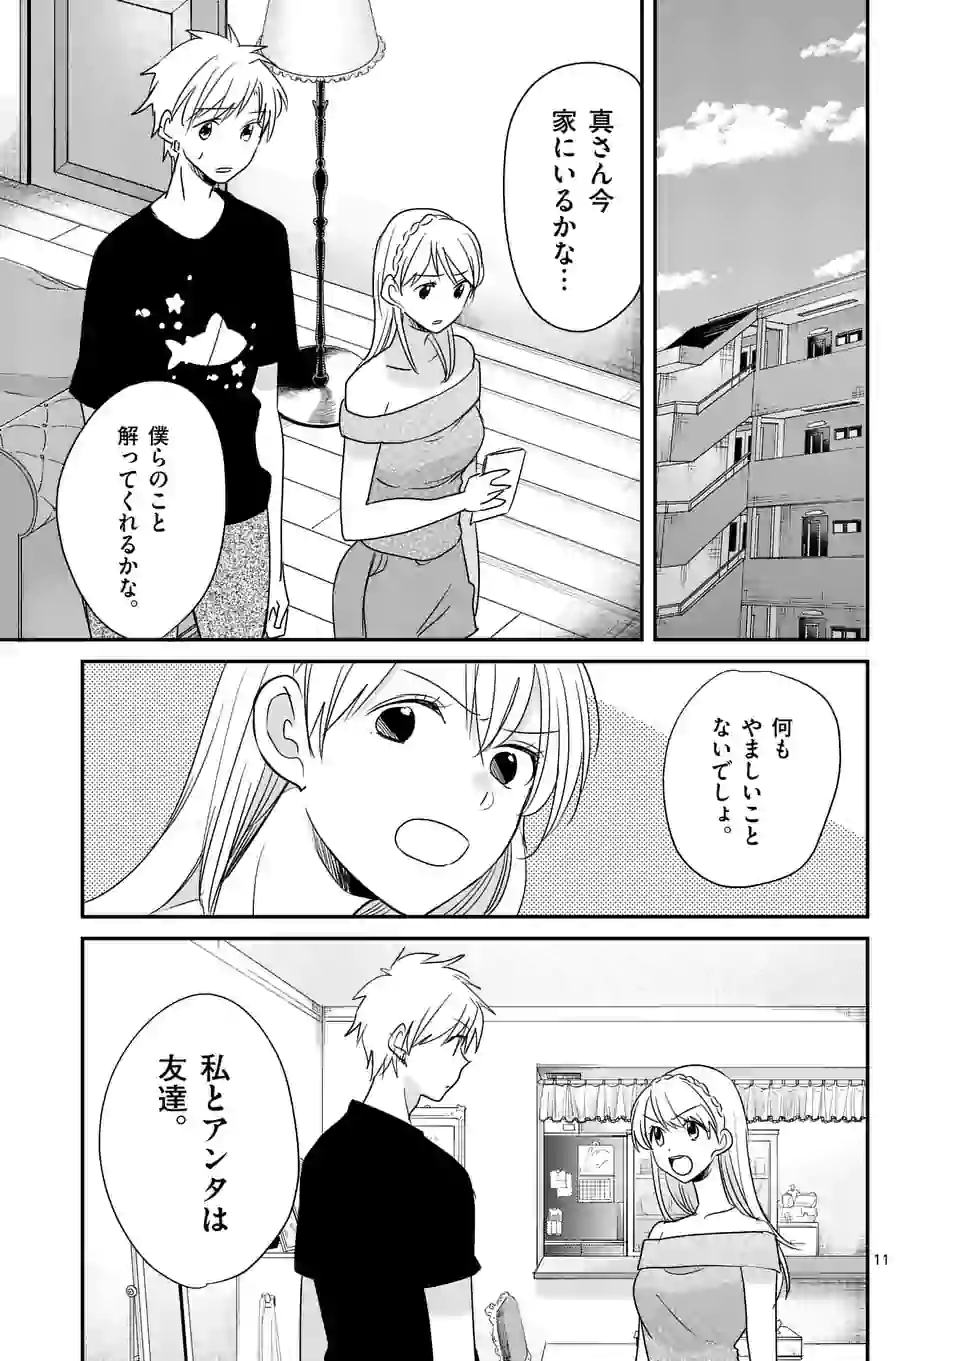 真さん今
家にいるかな…
僕らのこと
解ってくれるかな。
何も
やましいこと
ないでしょ。
私とアンタは
友達。
11